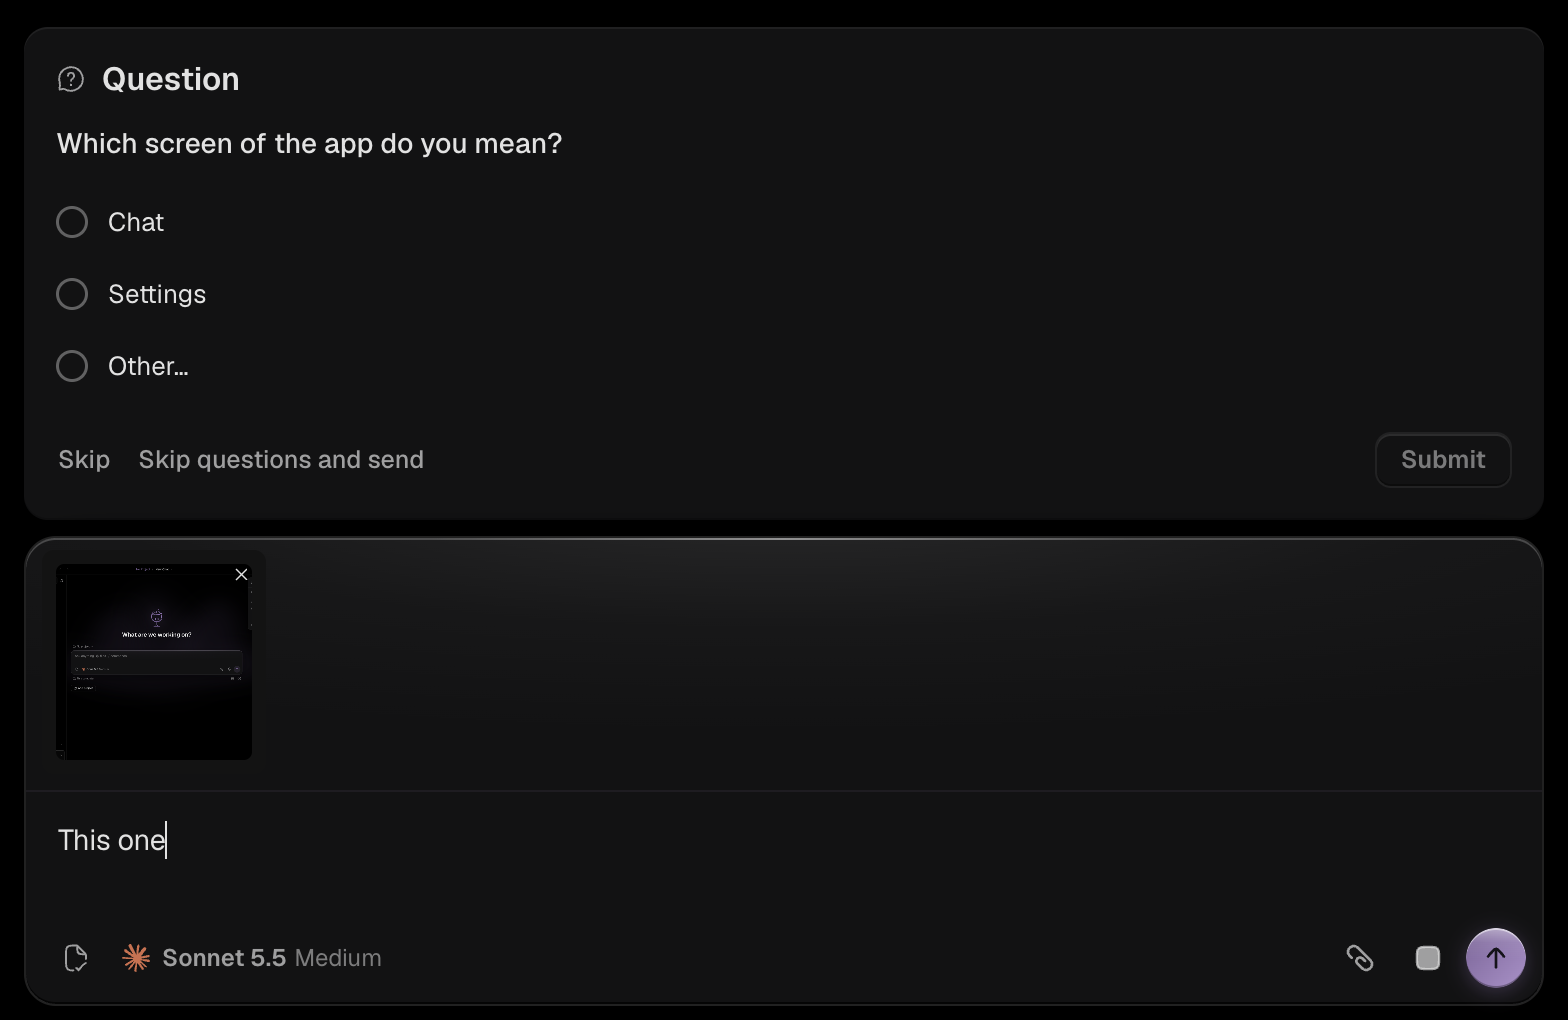 Question
Which screen of the app do you mean?
Chat
Settings
Other...
Skip
Skip questions and send
Submit
What are we working on?
This one
Sonnet 5.5 Medium